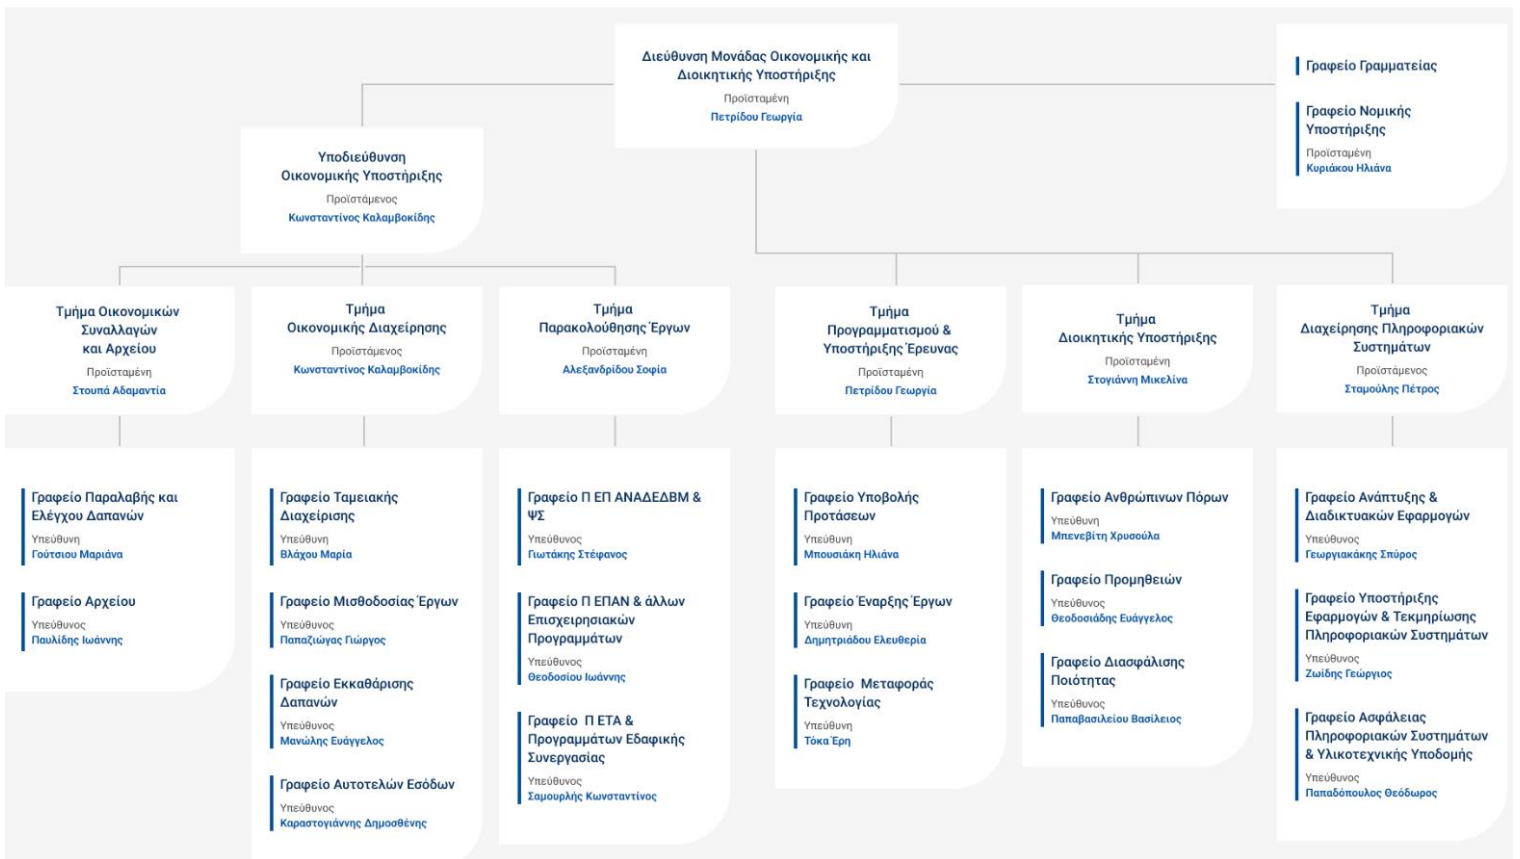 Διεύθυνση Μονάδας Οικονομικής και
Διοικητικής Υποστήριξης
Προϊσταμένη
Πετρίδου Γεωργία
Γραφείο Γραμματείας
Γραφείο Νομικής
Υποστήριξης
Προϊσταμένη
Κυριάκου Ηλιάνα
Υποδιεύθυνση
Οικονομικής Υποστήριξης
Προϊστάμενος
Κωνσταντίνος Καλαμβοκίδης
Τμήμα Οικονομικών
Συναλλαγών
και Αρχείου
Προϊσταμένη
Στουπά Αδαμαντία
Τμήμα
Οικονομικής Διαχείρησης
Προϊστάμενος
Κωνσταντίνος Καλαμβοκίδης
Τμήμα
Παρακολούθησης Έργων
Προϊσταμένη
Αλεξανδρίδου Σοφία
Τμήμα
Προγραμματισμού &
Υποστήριξης Έρευνας
Προϊσταμένη
Πετρίδου Γεωργία
Τμήμα
Διοικητικής Υποστήριξης
Προϊσταμένη
Στογιάννη Μικελίνα
Τμήμα
Διαχείρησης Πληροφοριακών
Συστημάτων
Προϊστάμενος
Σταμούλης Πέτρος
Γραφείο Παραλαβής και
Ελέγχου Δαπανών
Υπεύθυνη
Γούτσιου Μαριάνα
Γραφείο Αρχείου
Υπεύθυνος
Παυλίδης Ιωάννης
Γραφείο Ταμειακής
Διαχείρισης
Υπεύθυνη
Βλάχου Μαρία
Γραφείο Μισθοδοσίας Έργων
Υπεύθυνος
Παπαζιώγας Γιώργος
Γραφείο Εκκαθάρισης
Δαπανών
Υπεύθυνος
Μανώλης Ευάγγελος
Γραφείο Αυτοτελών Εσόδων
Υπεύθυνος
Καραστογιάννης Δημοσθένης
Γραφείο Π ΕΠ ΑΝΑΔΕΔΒΜ &
ΨΣ
Υπεύθυνος
Γιωτάκης Στέφανος
Γραφείο Π ΕΠΑΝ & άλλων
Επισχειρησιακών
Προγραμμάτων
Υπεύθυνος
Θεοδοσίου Ιωάννης
Γραφείο Π ΕΤΑ &
Προγραμμάτων Εδαφικής
Συνεργασίας
Υπεύθυνος
Σαμουρλής Κωνσταντίνος
Γραφείο Υποβολής
Προτάσεων
Υπεύθυνη
Μπουσιάκη Ηλιάνα
Γραφείο Έναρξης Έργων
Υπεύθυνη
Δημητριάδου Ελευθερία
Γραφείο Μεταφοράς
Τεχνολογίας
Υπεύθυνη
Τόκα Έρη
Γραφείο Ανθρώπινων Πόρων
Υπεύθυνη
Μπενεβίτη Χρυσούλα
Γραφείο Προμηθειών
Υπεύθυνος
Θεοδοσιάδης Ευάγγελος
Γραφείο Διασφάλισης
Ποιότητας
Υπεύθυνος
Παπαβασιλείου Βασίλειος
Γραφείο Ανάπτυξης &
Διαδικτυακών Εφαρμογών
Υπεύθυνος
Γεωργιακάκης Σπύρος
Γραφείο Υποστήριξης
Εφαρμογών & Τεκμηρίωσης
Πληροφοριακών Συστημάτων
Υπεύθυνος
Ζωίδης Γεώργιος
Γραφείο Ασφάλειας
Πληροφοριακών Συστημάτων
& Υλικοτεχνικής Υποδομής
Υπεύθυνος
Παπαδόπουλος Θεόδωρος